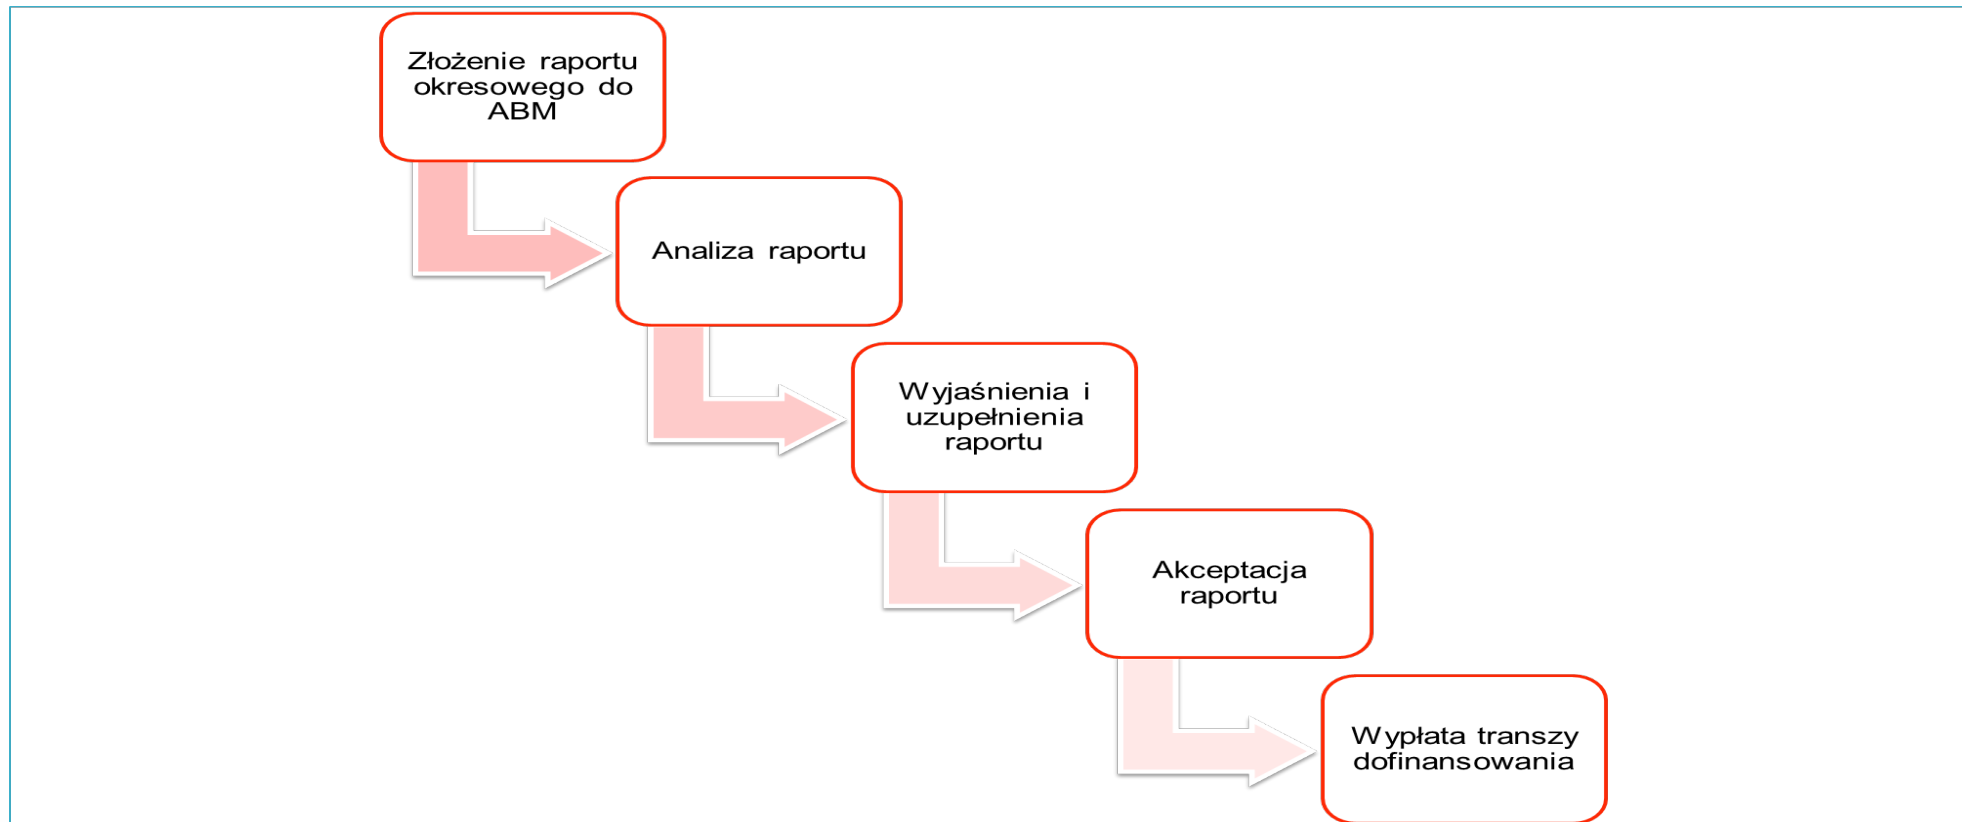 Złożenie raportu
okresowego do
ABM
Analiza raportu
Wyjaśnienia i
uzupełnienia
raportu
Akceptacja
raportu
Wypłata transzy
dofinansowania